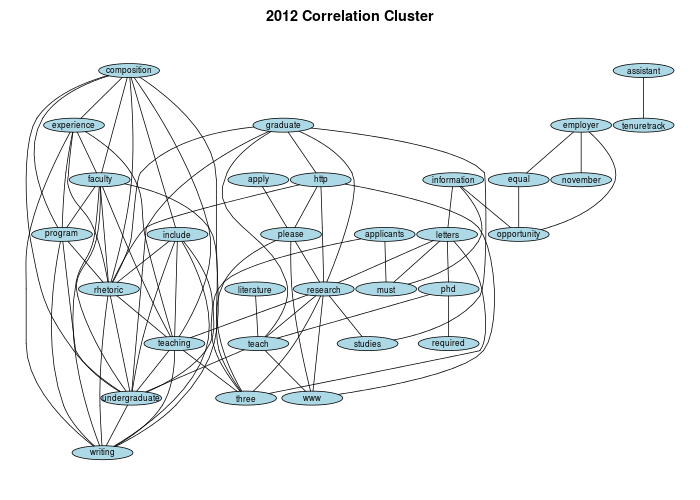 2012 Correlation Cluster
composition
assistant
experience
graduate
employer
tenuretrack
faculty
apply
http
information
equal
november
program
include
please
applicants
letters
opportunity
rhetoric
literature
research
must
phd
teaching
teach
studies
required
undergraduate
three
www
writing